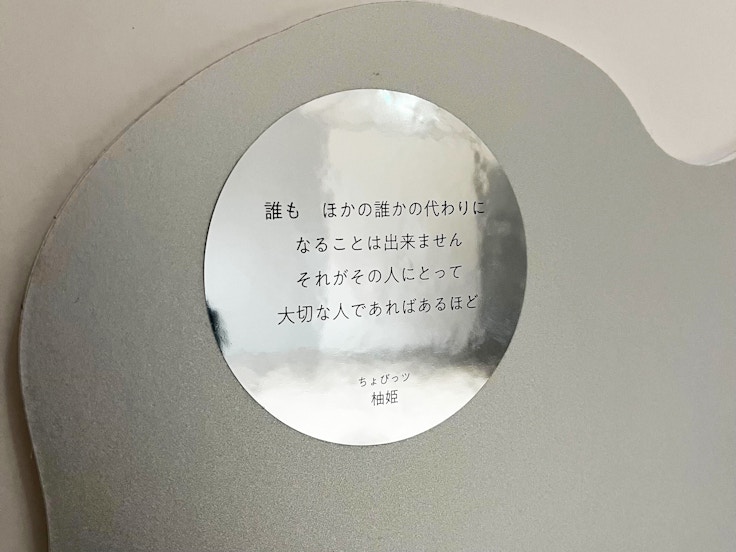 誰も　ほかの誰かの代わりに
なることは出来ません
それがその人にとって
大切な人であればあるほど
ちょびっツ
柚姫